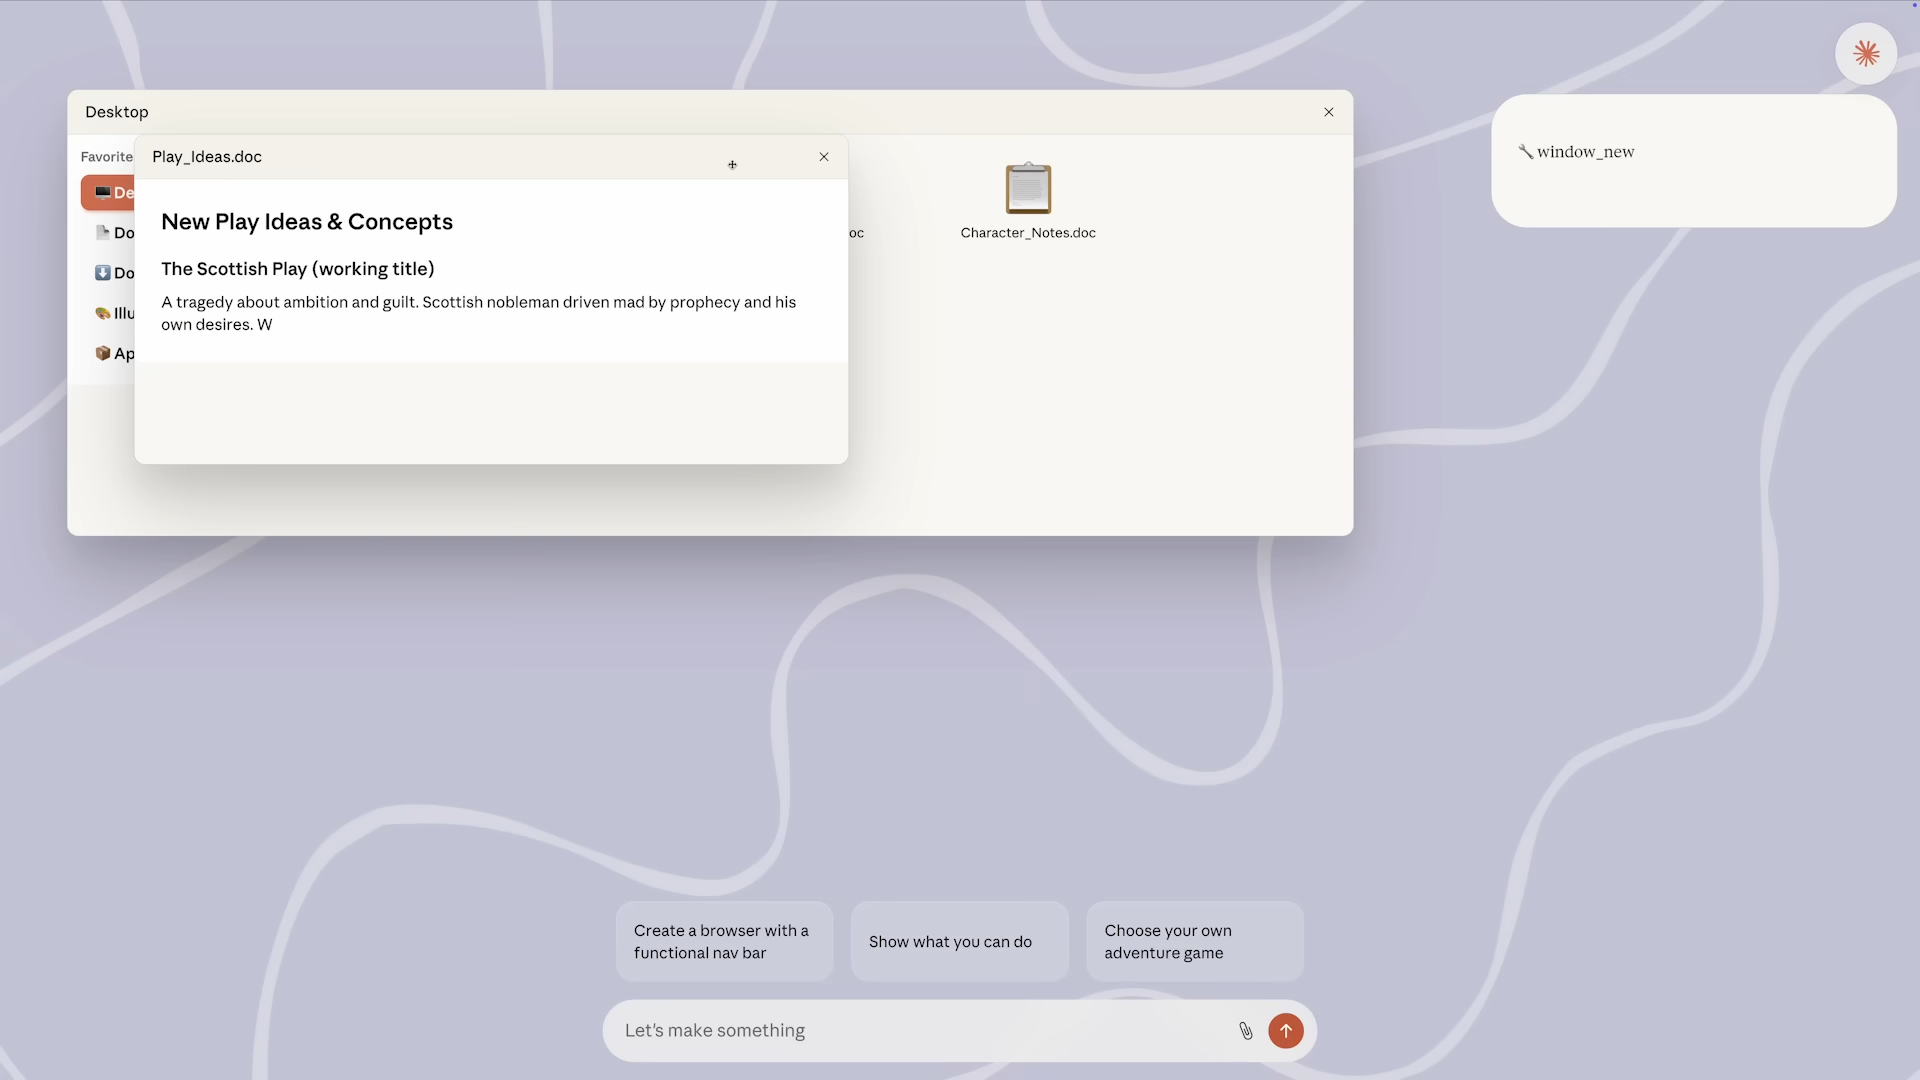 Desktop
Favorite
De
Do
Do
Illu
Ap
Play_Ideas.doc
New Play Ideas & Concepts
The Scottish Play (working title)
A tragedy about ambition and guilt. Scottish nobleman driven mad by prophecy and his
own desires. W
oc
Character_Notes.doc
window_new
Create a browser with a
functional nav bar
Show what you can do
Choose your own
adventure game
Let's make something